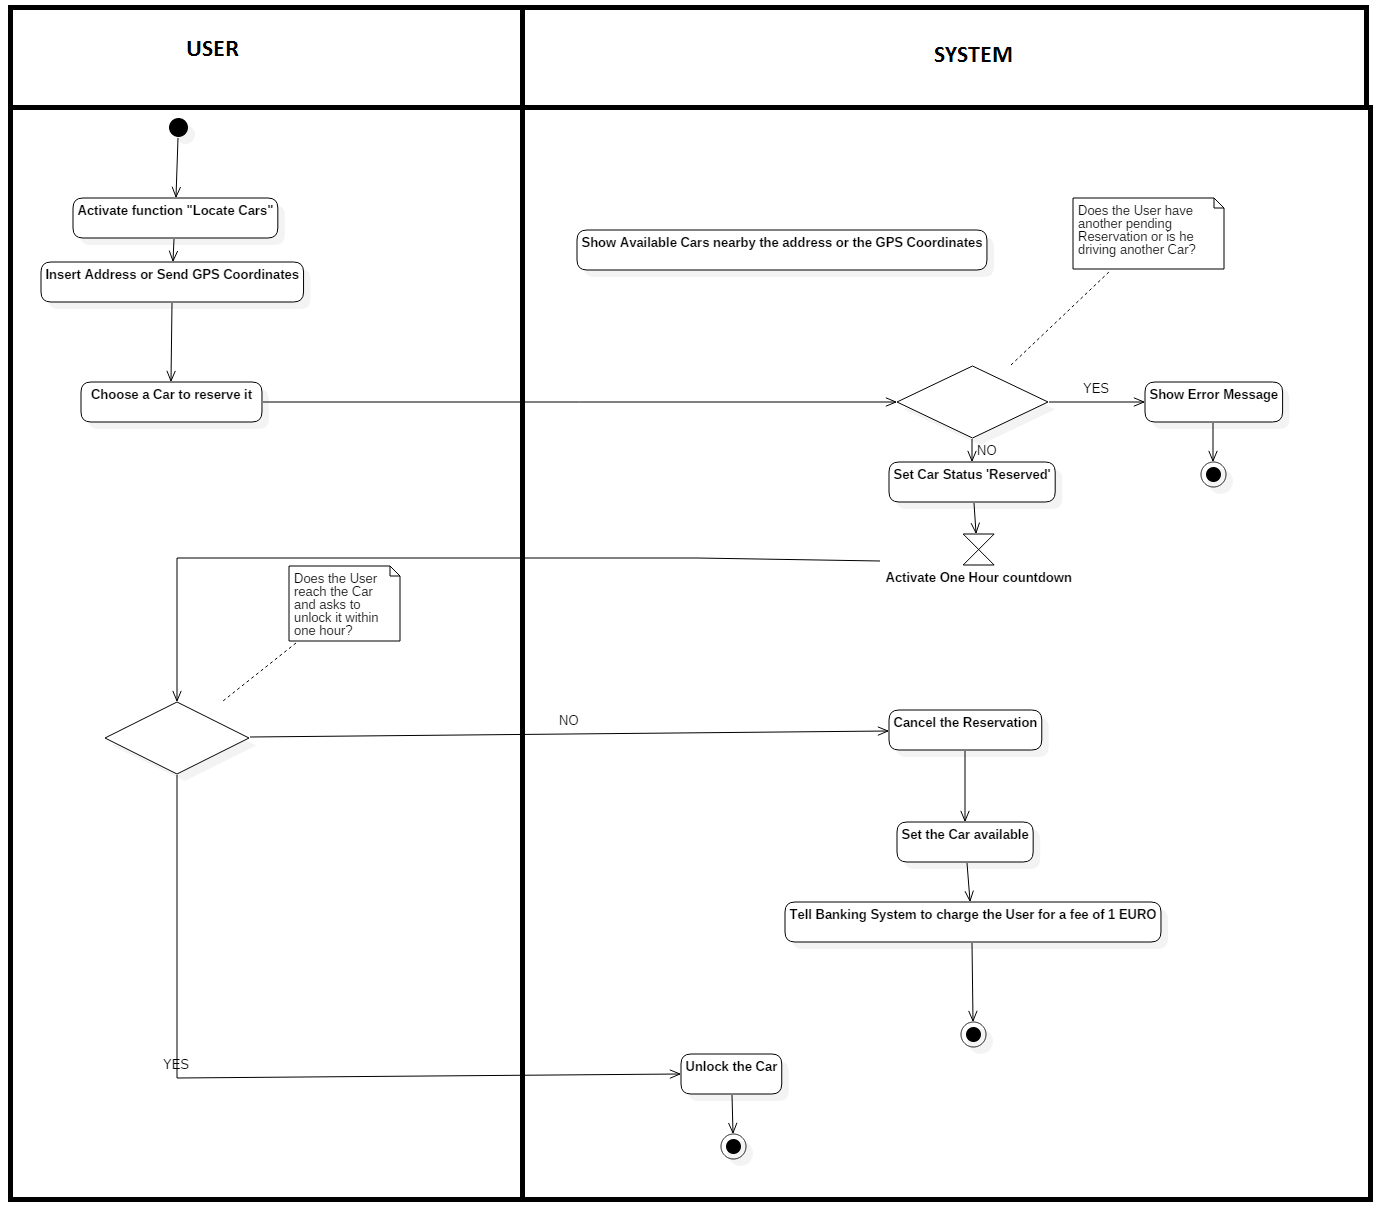 USER
SYSTEM
Activate function "Locate Cars"
Insert Address or Send GPS Coordinates
Choose a Car to reserve it
Show Available Cars nearby the address or the GPS Coordinates
Does the User have
another pending
Reservation or is he
driving another Car?
YES
Show Error Message
NO
Set Car Status 'Reserved'
Activate One Hour countdown
Does the User
reach the Car
and asks to
unlock it within
one hour?
NO
Cancel the Reservation
Set the Car available
Tell Banking System to charge the User for a fee of 1 EURO
YES
Unlock the Car